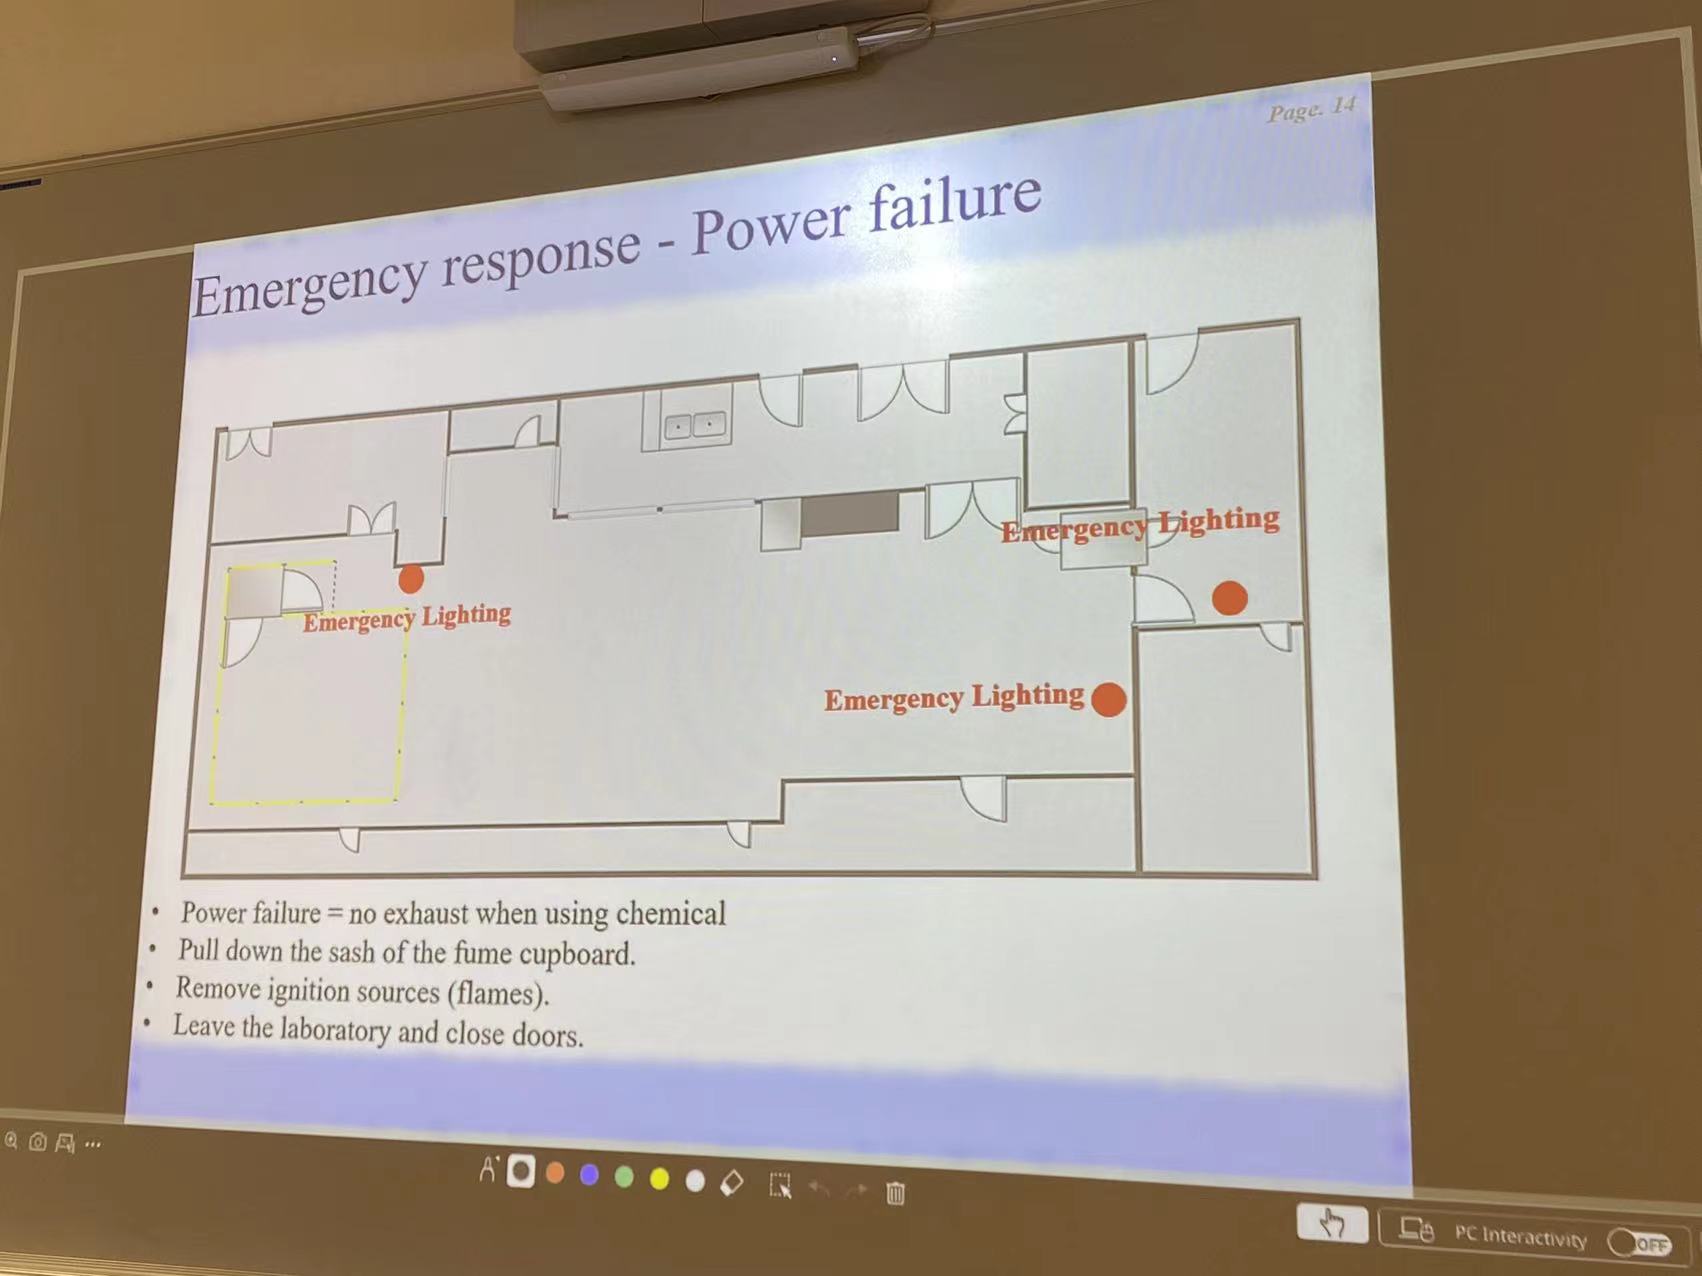 Page. 14
Emergency response - Power failure
Emergency Lighting
Emergency Lighting
Emergency Lighting
• Power failure = no exhaust when using chemical
• Pull down the sash of the fume cupboard.
• Remove ignition sources (flames).
• Leave the laboratory and close doors.
PC Interactivity OFF